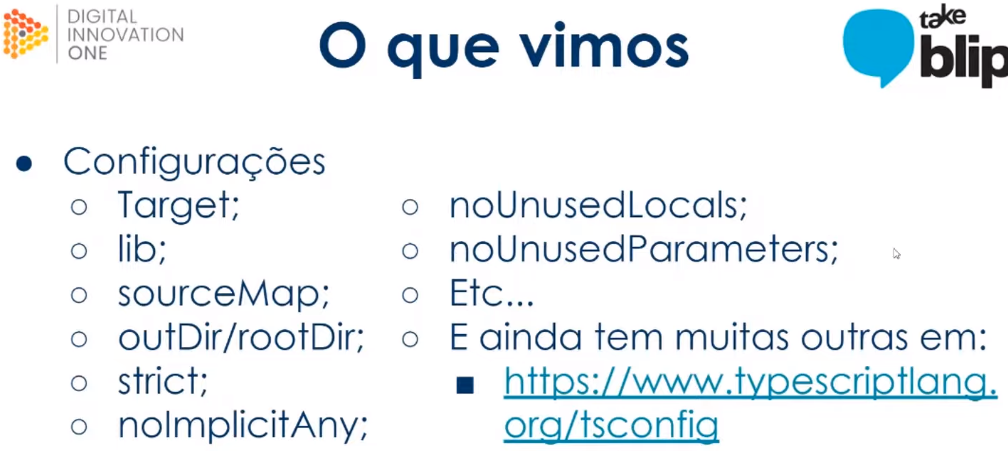 DIGITAL
INNOVATION
ONE
O que vimos
take
blip
● Configurações
○ Target;
○ lib;
○ sourceMap;
○ outDir/rootDir;
○ strict;
○ noImplicitAny;
○ noUnusedLocals;
○ noUnusedParameters;
○ Etc...
○ E ainda tem muitas outras em:
■ https://www.typescriptlang.
org/tsconfig